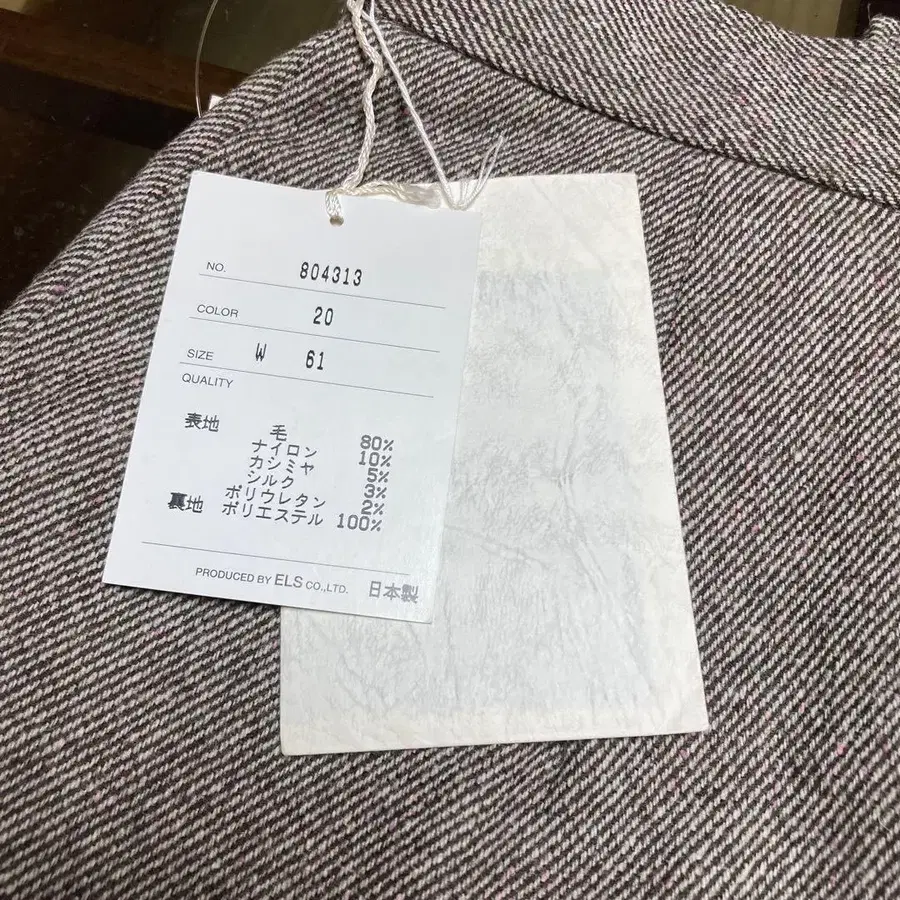 NO. 804313
COLOR 20
SIZE W 61
QUALITY
表地 毛 80%
ナイロン 10%
カシミヤ 5%
シルク 3%
ポリウレタン 2%
裏地 ポリエステル 100%
PRODUCED BY ELS CO.,LTD. 日本製